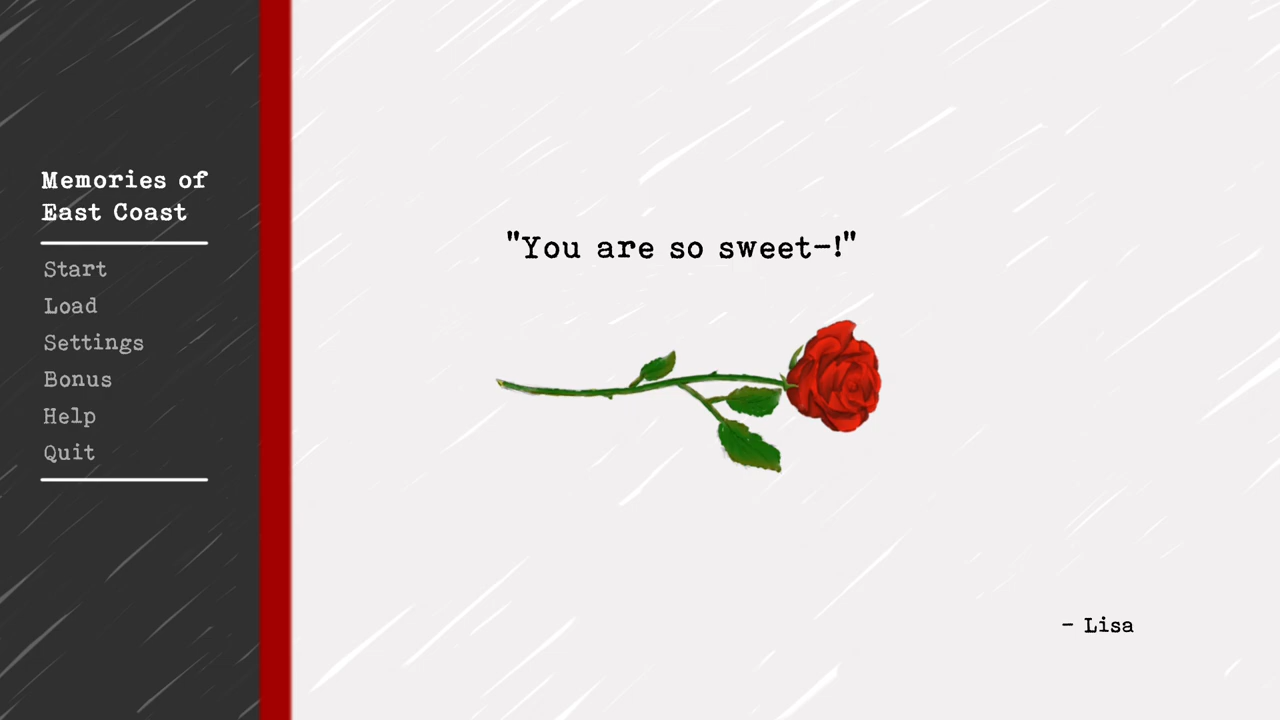 Memories of
East Coast
Start
Load
Settings
Bonus
Help
Quit
"You are so sweet—!"
- Lisa